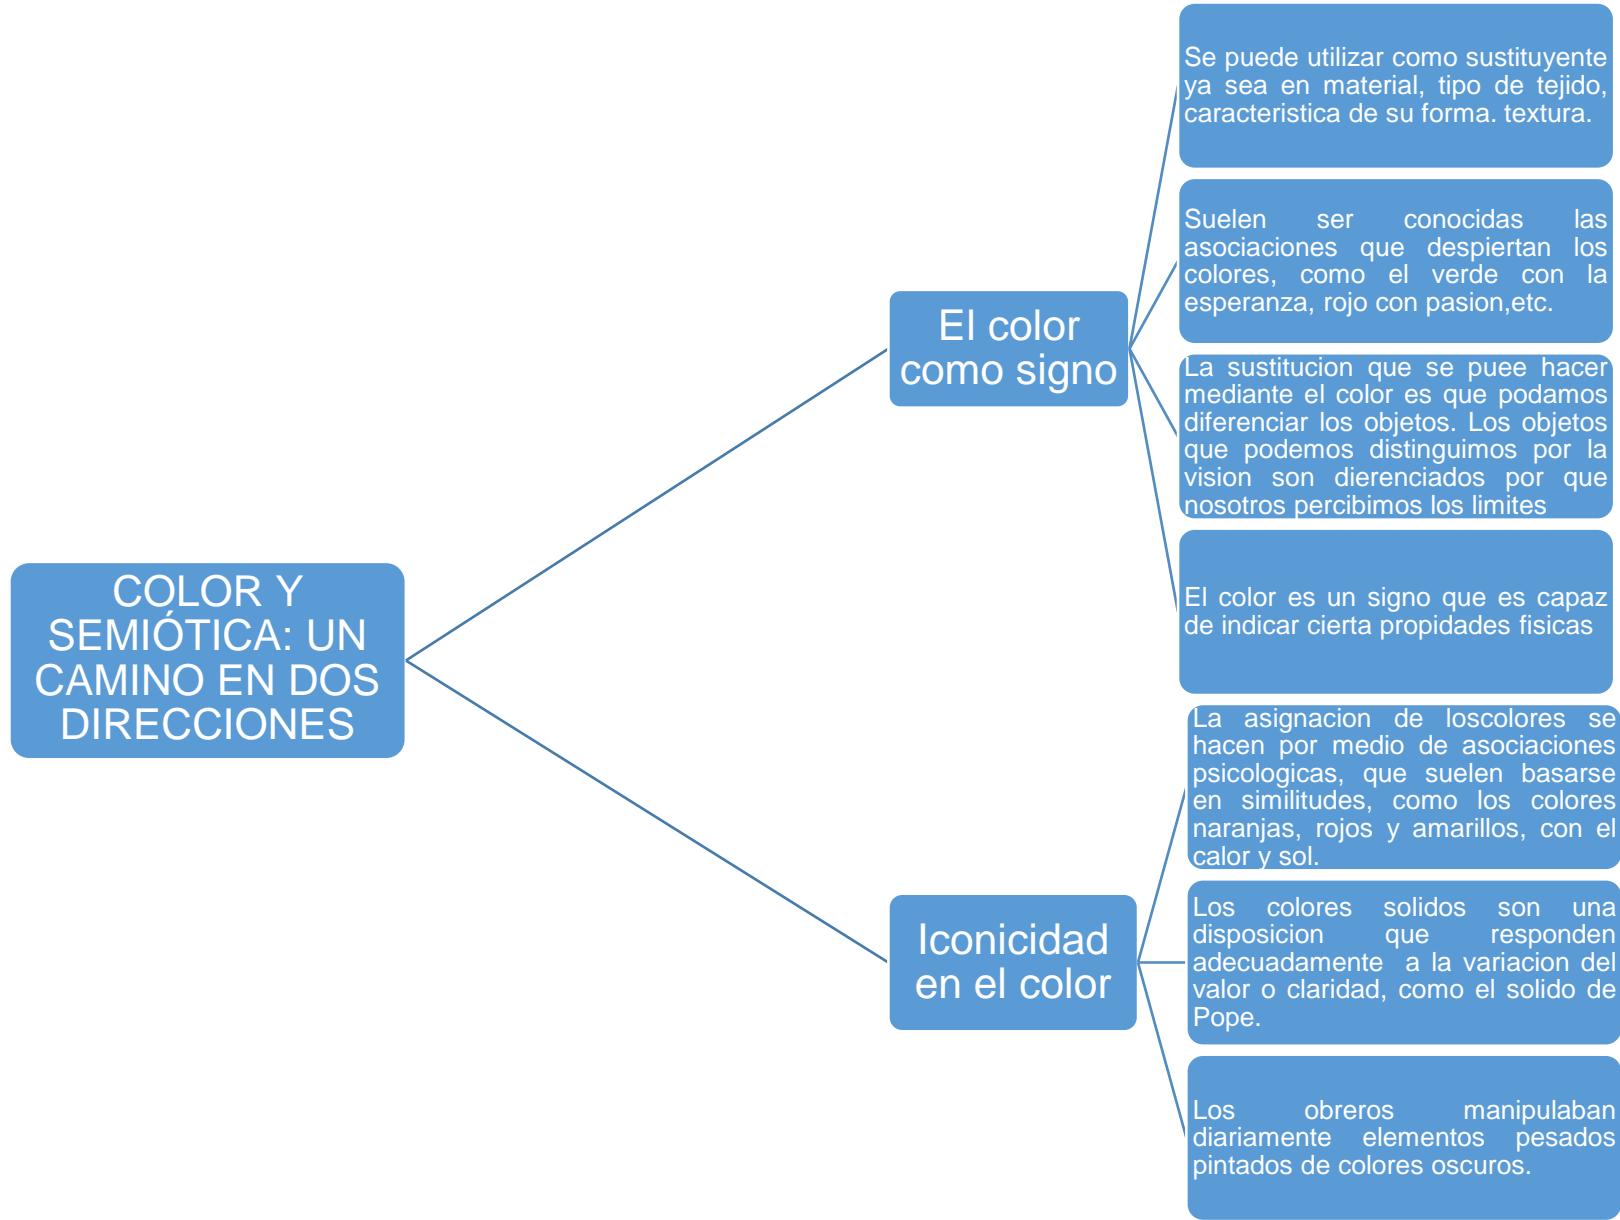 COLOR Y
SEMIÓTICA: UN
CAMINO EN DOS
DIRECCIONES
El color
como signo
Se puede utilizar como sustituyente
ya sea en material, tipo de tejido,
caracteristica de su forma. textura.
Suelen ser conocidas las
asociaciones que despiertan los
colores, como el verde con la
esperanza, rojo con pasion,etc.
La sustitucion que se puee hacer
mediante el color es que podamos
diferenciar los objetos. Los objetos
que podemos distinguimos por la
vision son dierenciados por que
nosotros percibimos los limites
El color es un signo que es capaz
de indicar cierta propidades fisicas
Iconicidad
en el color
La asignacion de loscolores se
hacen por medio de asociaciones
psicologicas, que suelen basarse
en similitudes, como los colores
naranjas, rojos y amarillos, con el
calor y sol.
Los colores solidos son una
disposicion que responden
adecuadamente a la variacion del
valor o claridad, como el solido de
Pope.
Los obreros manipulaban
diariamente elementos pesados
pintados de colores oscuros.